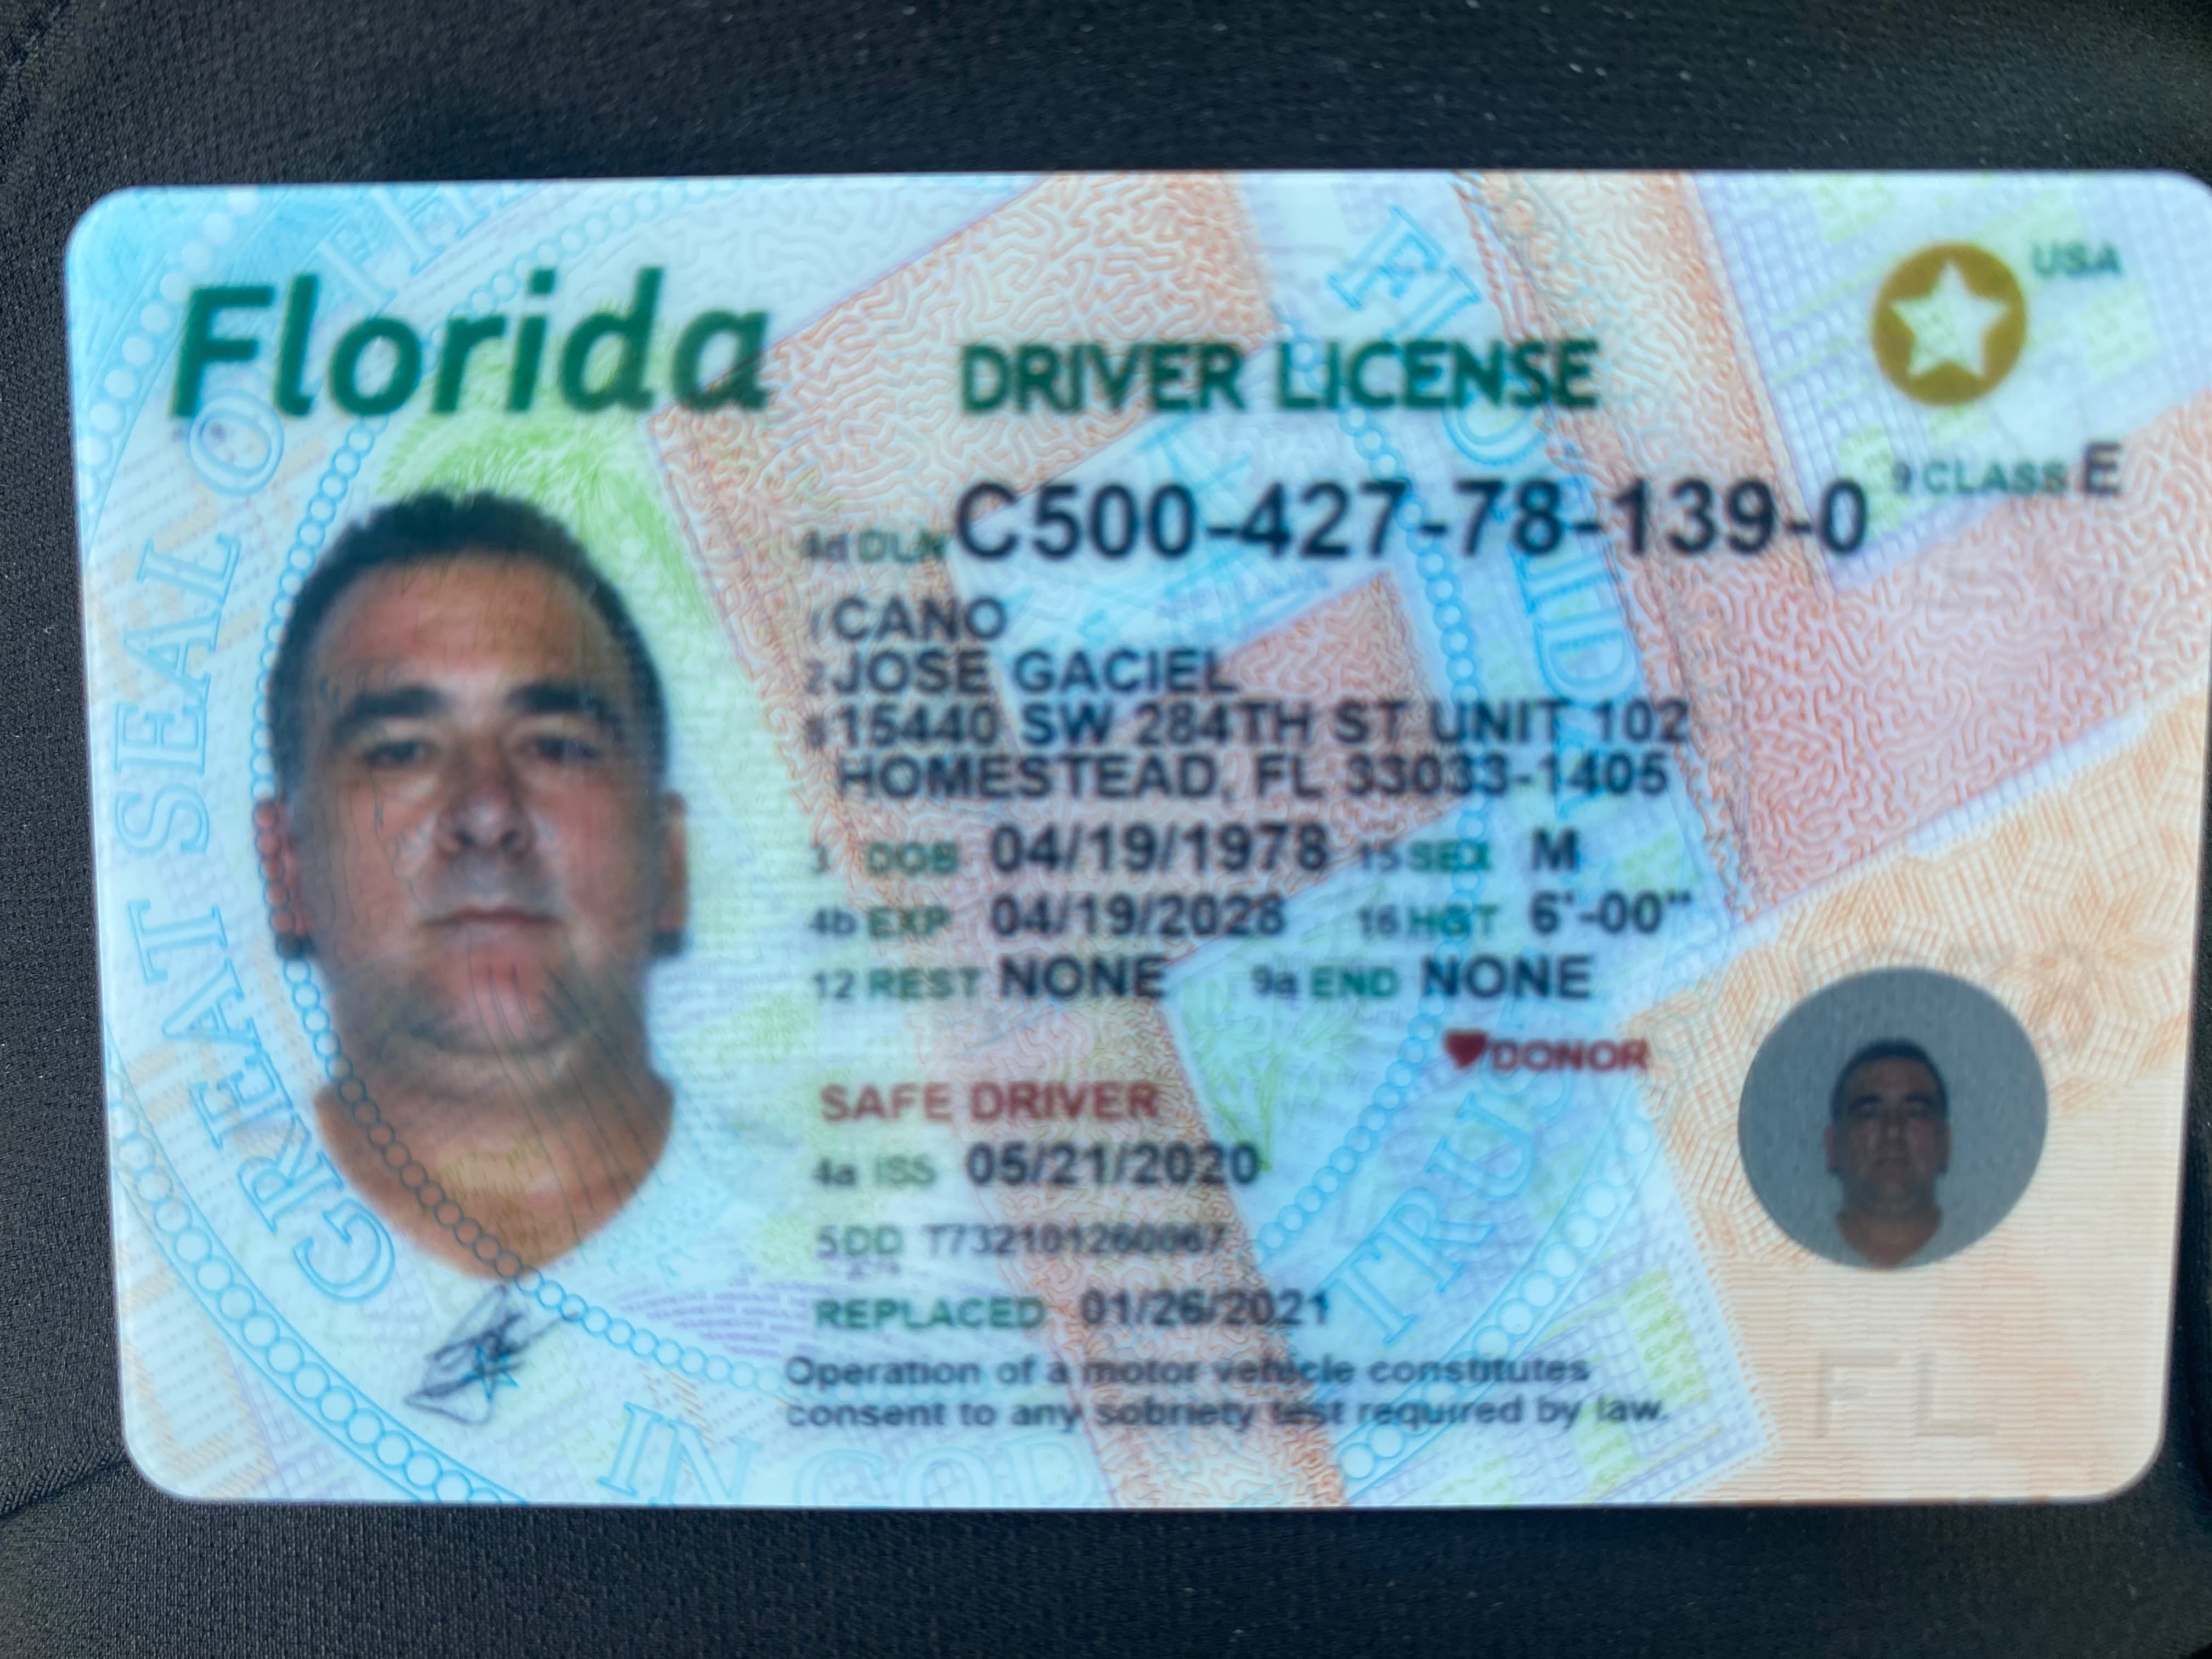 Florida
DRIVER LICENSE
USA
9 CLASS E
4d DLN C500-427-78-139-0
1 CANO
2 JOSE GACIEL
8 15440 SW 284TH ST UNIT 102
HOMESTEAD, FL 33033-1405
3 DOB 04/19/1978 15 SEX M
4b EXP 04/19/2028 16 HGT 6'-00"
12 REST NONE 9a END NONE
DONOR
SAFE DRIVER
4a ISS 05/21/2020
5 DD T732101260067
REPLACED 01/26/2021
Operation of a motor vehicle constitutes
consent to any sobriety test required by law.
GREAT SEAL O
IN GOD
TRUS
FL